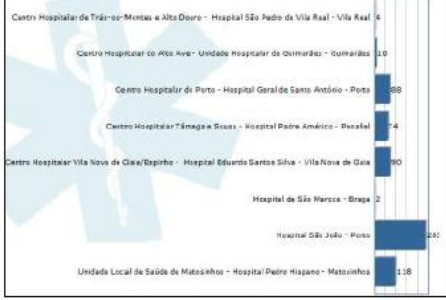 Centro Hospitalar de Trás-os-Montes e Alto Douro - Hospital São Pedro de Vila Real - Vila Real 4
Centro Hospitalar do Alto Ave - Unidade Hospitalar de Guimarães - Guimarães 10
Centro Hospitalar do Porto - Hospital Geral de Santo António - Porto 88
Centro Hospitalar Tâmega e Sousa - Hospital Padre Américo - Penafiel 74
Centro Hospitalar Vila Nova de Gaia/Espinho - Hospital Eduardo Santos Silva - Vila Nova de Gaia 90
Hospital de São Marcos - Braga 2
Hospital São João - Porto
Unidade Local de Saúde de Matosinhos - Hospital Pedro Hispano - Matosinhos 118